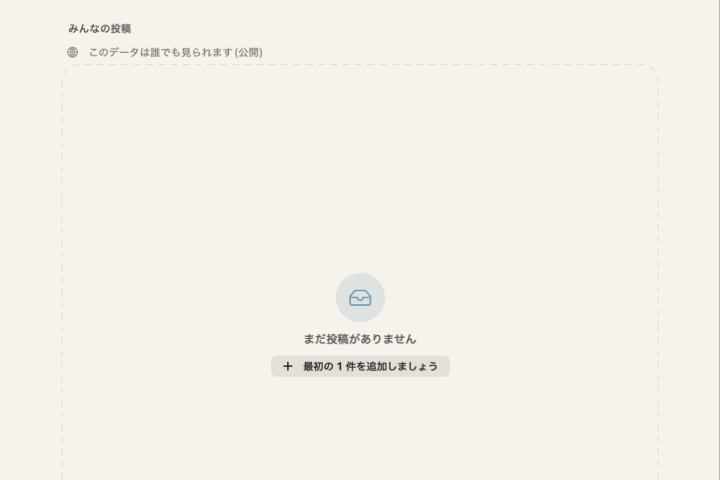 みんなの投稿
このデータは誰でも見られます(公開)
まだ投稿がありません
＋ 最初の 1 件を追加しましょう